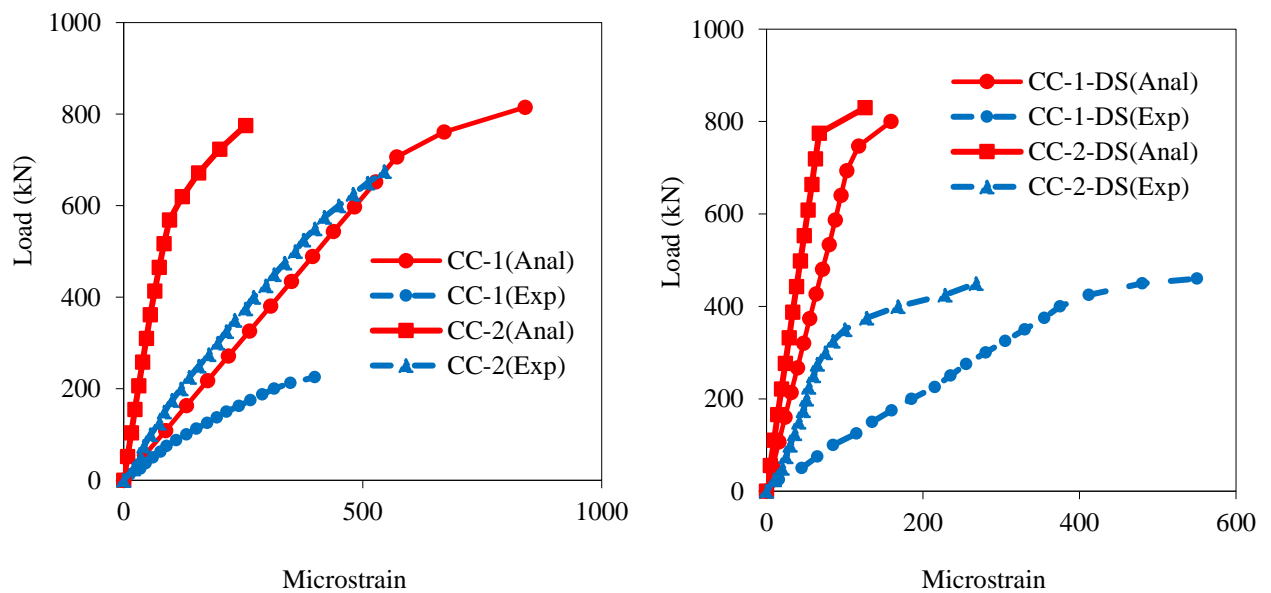 1000
800
600
400
200
0
Load (kN)
CC-1(Anal)
CC-1(Exp)
CC-2(Anal)
CC-2(Exp)
0
500
1000
Microstrain
1000
800
600
400
200
0
Load (kN)
CC-1-DS(Anal)
CC-1-DS(Exp)
CC-2-DS(Anal)
CC-2-DS(Exp)
0
200
400
600
Microstrain